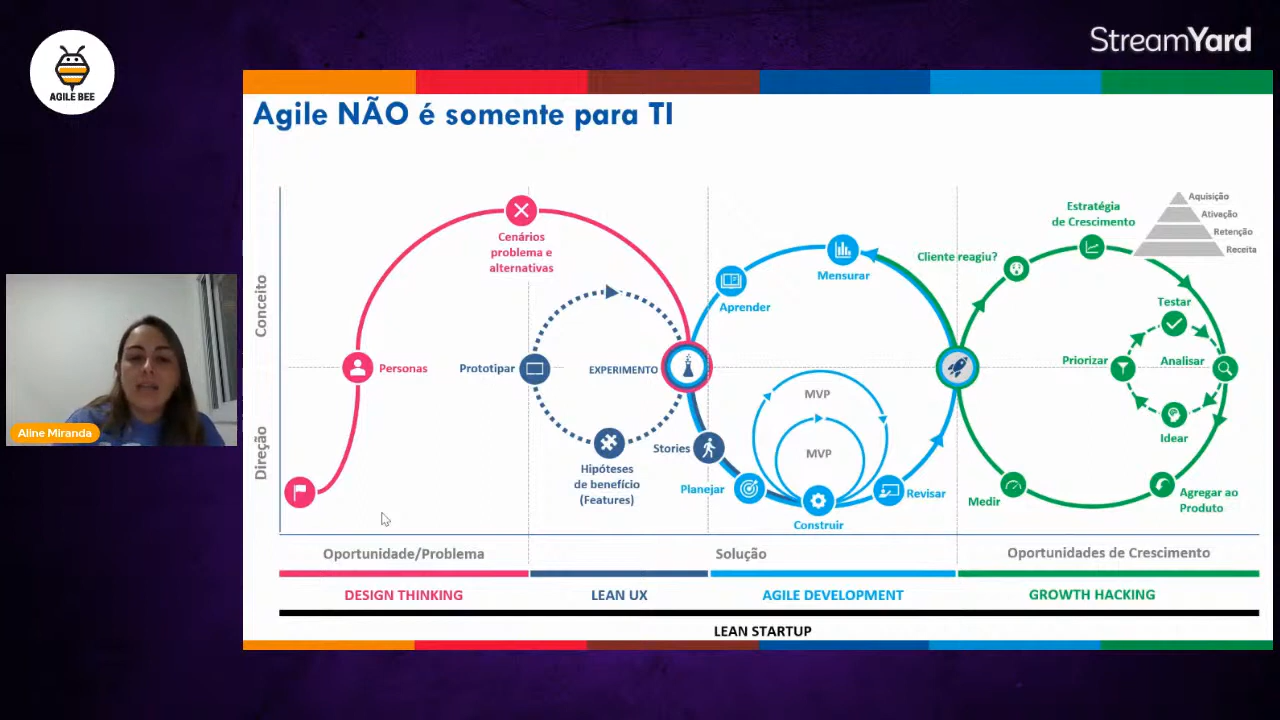 AGILE BEE
StreamYard
Agile NÃO é somente para TI
Conceito
Direção
Personas
Cenários
problema e
alternativas
Prototipar
EXPERIMENTO
Hipóteses
de benefício
(Features)
Stories
Planejar
Construir
Revisar
MVP
MVP
Aprender
Mensurar
Cliente reagiu?
Estratégia
de Crescimento
Aquisição
Ativação
Retenção
Receita
Testar
Priorizar
Analisar
Idear
Medir
Agregar ao
Produto
Oportunidade/Problema
Solução
Oportunidades de Crescimento
DESIGN THINKING
LEAN UX
AGILE DEVELOPMENT
GROWTH HACKING
LEAN STARTUP
Aline Miranda